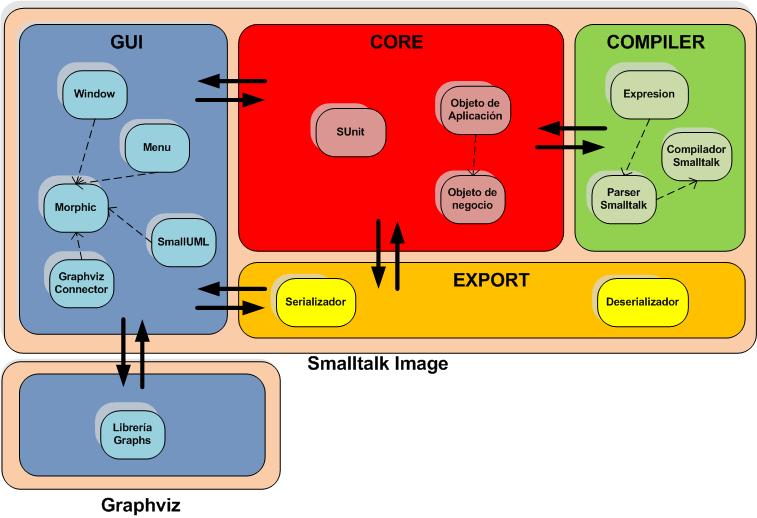 GUI
Window
Menu
Morphic
SmallUML
Graphviz
Connector
CORE
SUnit
Objeto de
Aplicación
Objeto de
negocio
COMPILER
Expresion
Compilador
Smalltalk
Parser
Smalltalk
EXPORT
Serializador
Deserializador
Smalltalk Image
Librería
Graphs
Graphviz